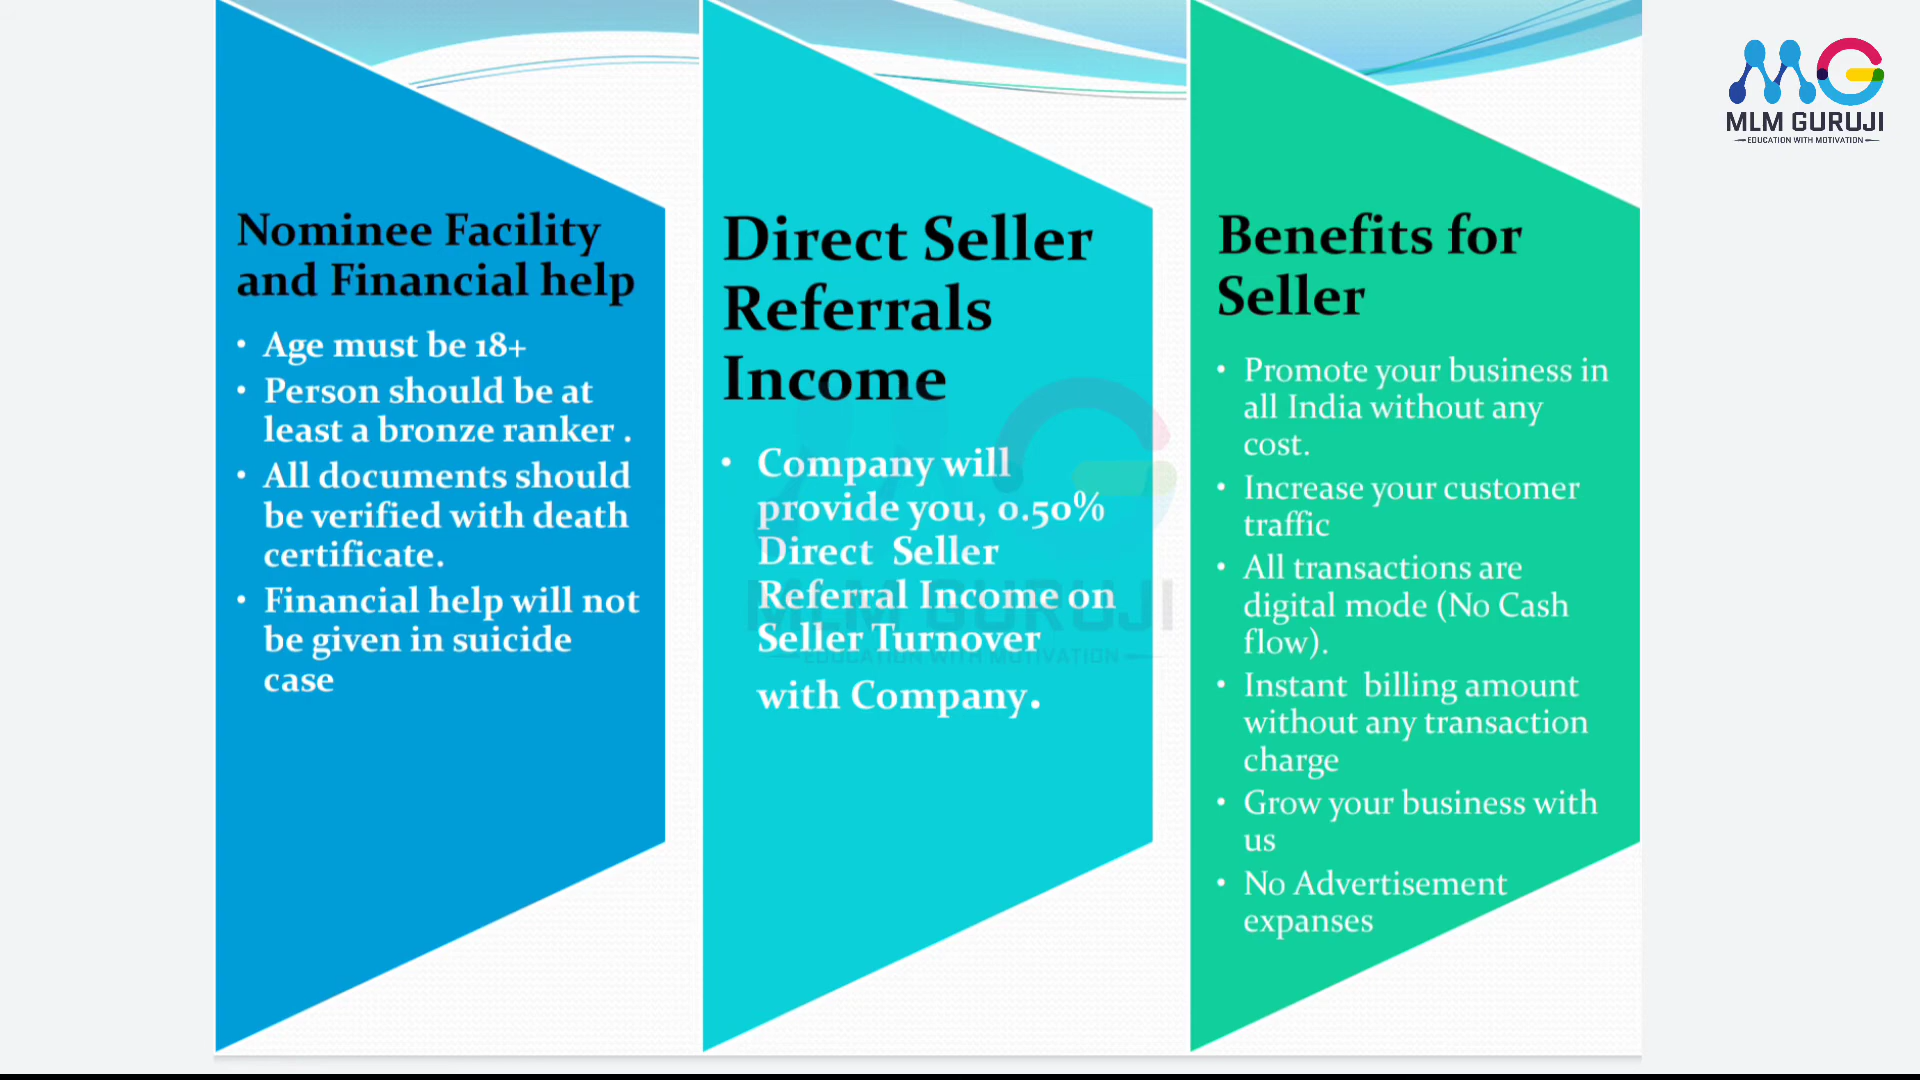 Nominee Facility
and Financial help
• Age must be 18+
• Person should be at
least a bronze ranker .
• All documents should
be verified with death
certificate.
• Financial help will not
be given in suicide
case
Direct Seller
Referrals
Income
• Company will
provide you, 0.50%
Direct Seller
Referral Income on
Seller Turnover
with Company.
Benefits for
Seller
• Promote your business in
all India without any
cost.
• Increase your customer
traffic
• All transactions are
digital mode (No Cash
flow).
• Instant billing amount
without any transaction
charge
• Grow your business with
us
• No Advertisement
expanses
MLM GURUJI
EDUCATION WITH MOTIVATION
MLM GURUJI
EDUCATION WITH MOTIVATION